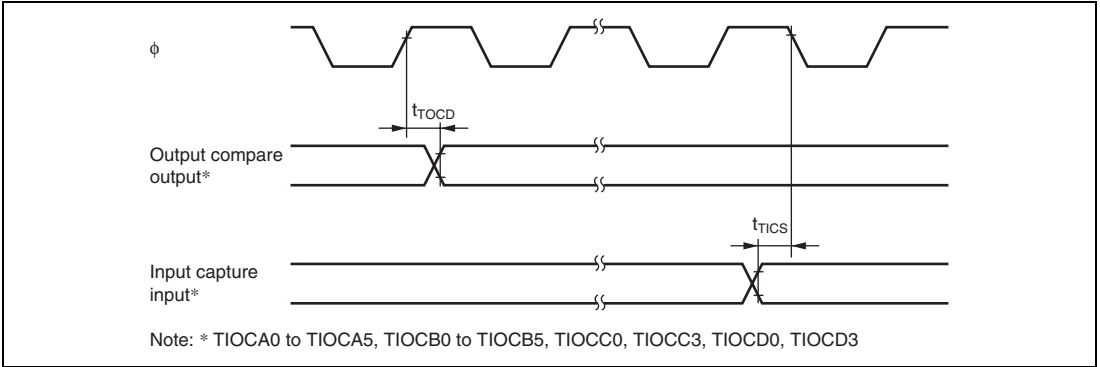 ϕ
tTOCD
Output compare
output*
tTICS
Input capture
input*
Note: * TIOCA0 to TIOCA5, TIOCB0 to TIOCB5, TIOCC0, TIOCC3, TIOCD0, TIOCD3